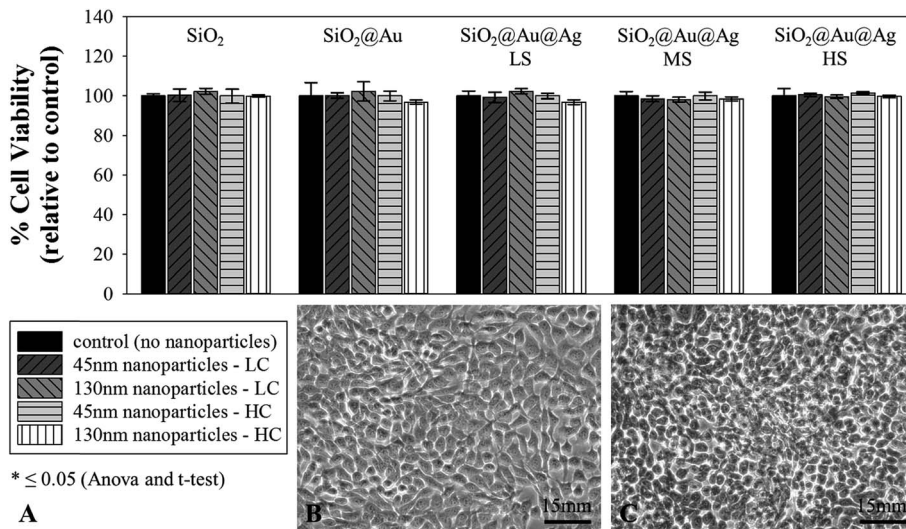 140
120
100
80
60
40
20
0
% Cell Viability
(relative to control)
SiO₂
SiO₂@Au
SiO₂@Au@Ag
LS
SiO₂@Au@Ag
MS
SiO₂@Au@Ag
HS
control (no nanoparticles)
45nm nanoparticles - LC
130nm nanoparticles - LC
45nm nanoparticles - HC
130nm nanoparticles - HC
* ≤ 0.05 (Anova and t-test)
A
B
15mm
C
15mm